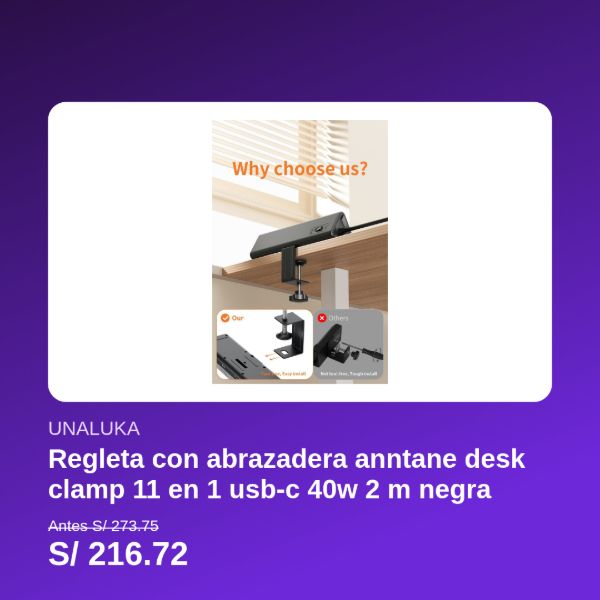 Why choose us?
Our
Others
UNALUKA
Regleta con abrazadera anntane desk
clamp 11 en 1 usb-c 40w 2 m negra
Antes S/ 273.75
S/ 216.72